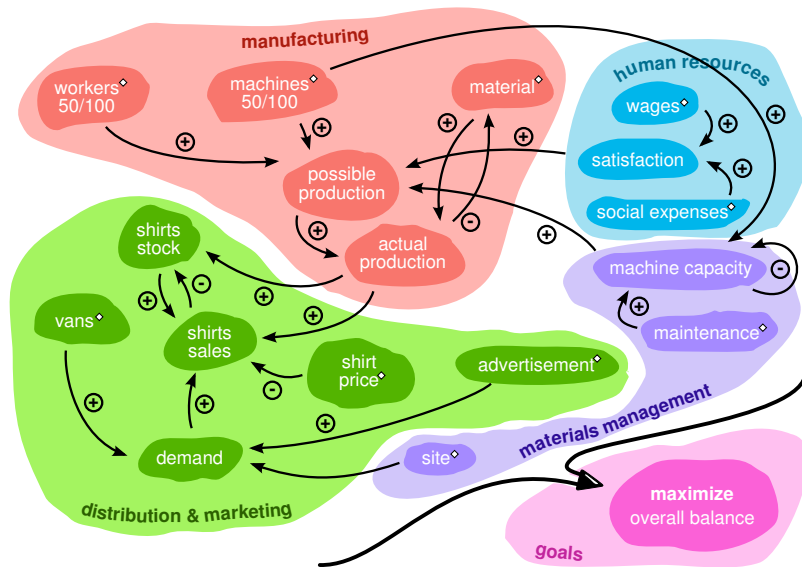 manufacturing
workers
50/100
machines
50/100
material
human resources
wages
satisfaction
social expenses
possible
production
actual
production
shirts
stock
vans
shirts
sales
shirt
price
advertisement
machine capacity
maintenance
demand
site
materials management
distribution & marketing
maximize
overall balance
goals
+
+
+
+
+
+
+
-
+
+
+
+
-
+
+
-
+
-
+
+
+
-